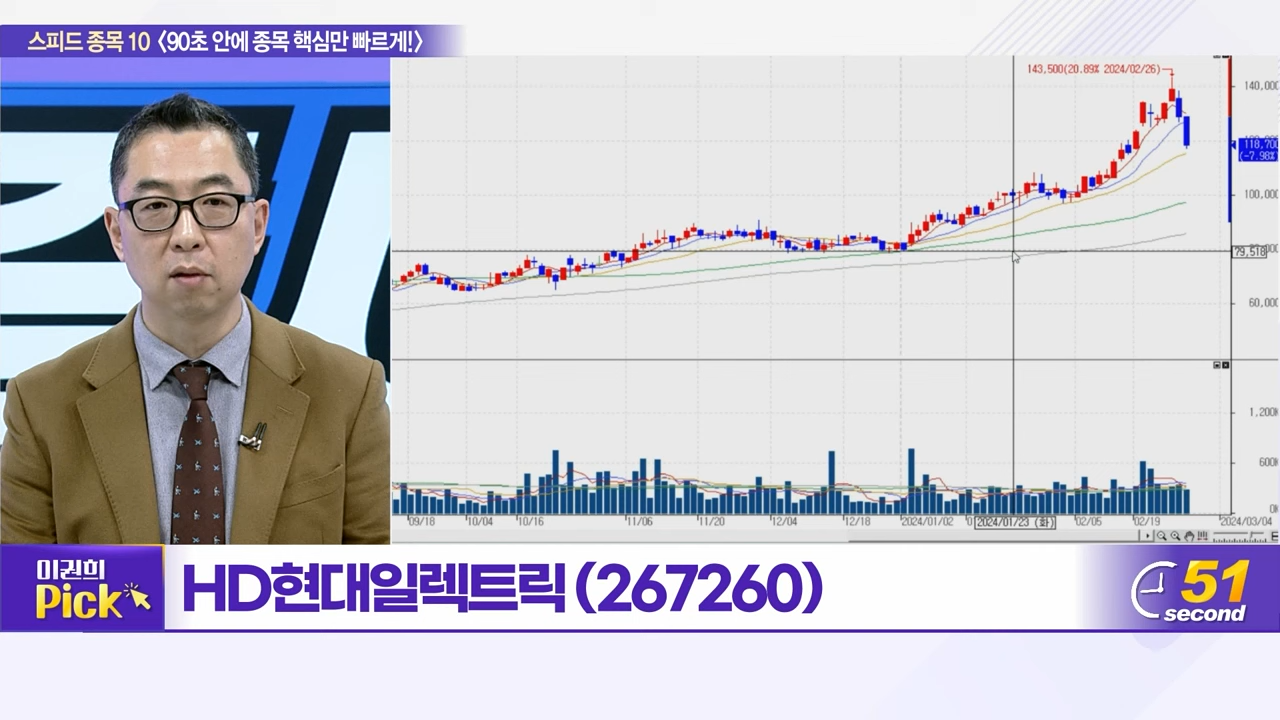 스피드 종목 10 〈90초 안에 종목 핵심만 빠르게!〉
143,500(20.89% 2024/02/26)
140,000
118,700
(-7.98%
100,000
79,518
60,000
1,200
600K
0K
09/18
10/04
10/16
11/06
11/20
12/04
12/18
2024/01/02
2024/01/23 (화)
02/05
02/19
2024/03/04
이권희
Pick
HD현대일렉트릭 (267260)
51
second